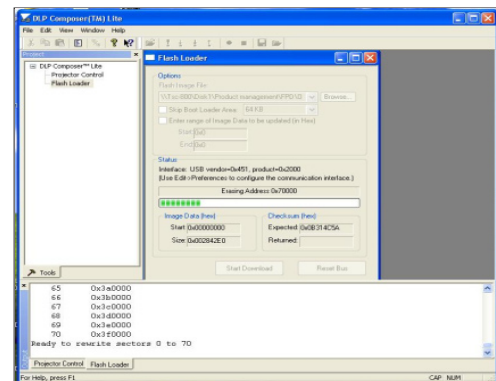 DLP Composer(TM) Lite
File Edit View Window Help
Project
DLP Composer™ Lite
Projector Control
Flash Loader
Tools
Flash Loader
Options
Flash Image File:
Browse...
Skip Boot Loader Area: 64 KB
Enter range of Image Data to be updated (in Hex)
Start: 0x0
End: 0x0
Status
Interface: USB vendor=0x451, product=0x2000
(Use Edit>Preferences to configure the communication interface.)
Erasing Address 0x70000
Image Data (hex)
Start: 0x00000000
Size: 0x002842E0
Checksum (hex)
Expected: 0x0B314C5A
Returned:
Start Download
Reset Bus
65 0x3a0000
66 0x3b0000
67 0x3c0000
68 0x3d0000
69 0x3e0000
70 0x3f0000
Ready to rewrite sectors 0 to 70
Projector Control Flash Loader
For Help, press F1
CAP NUM